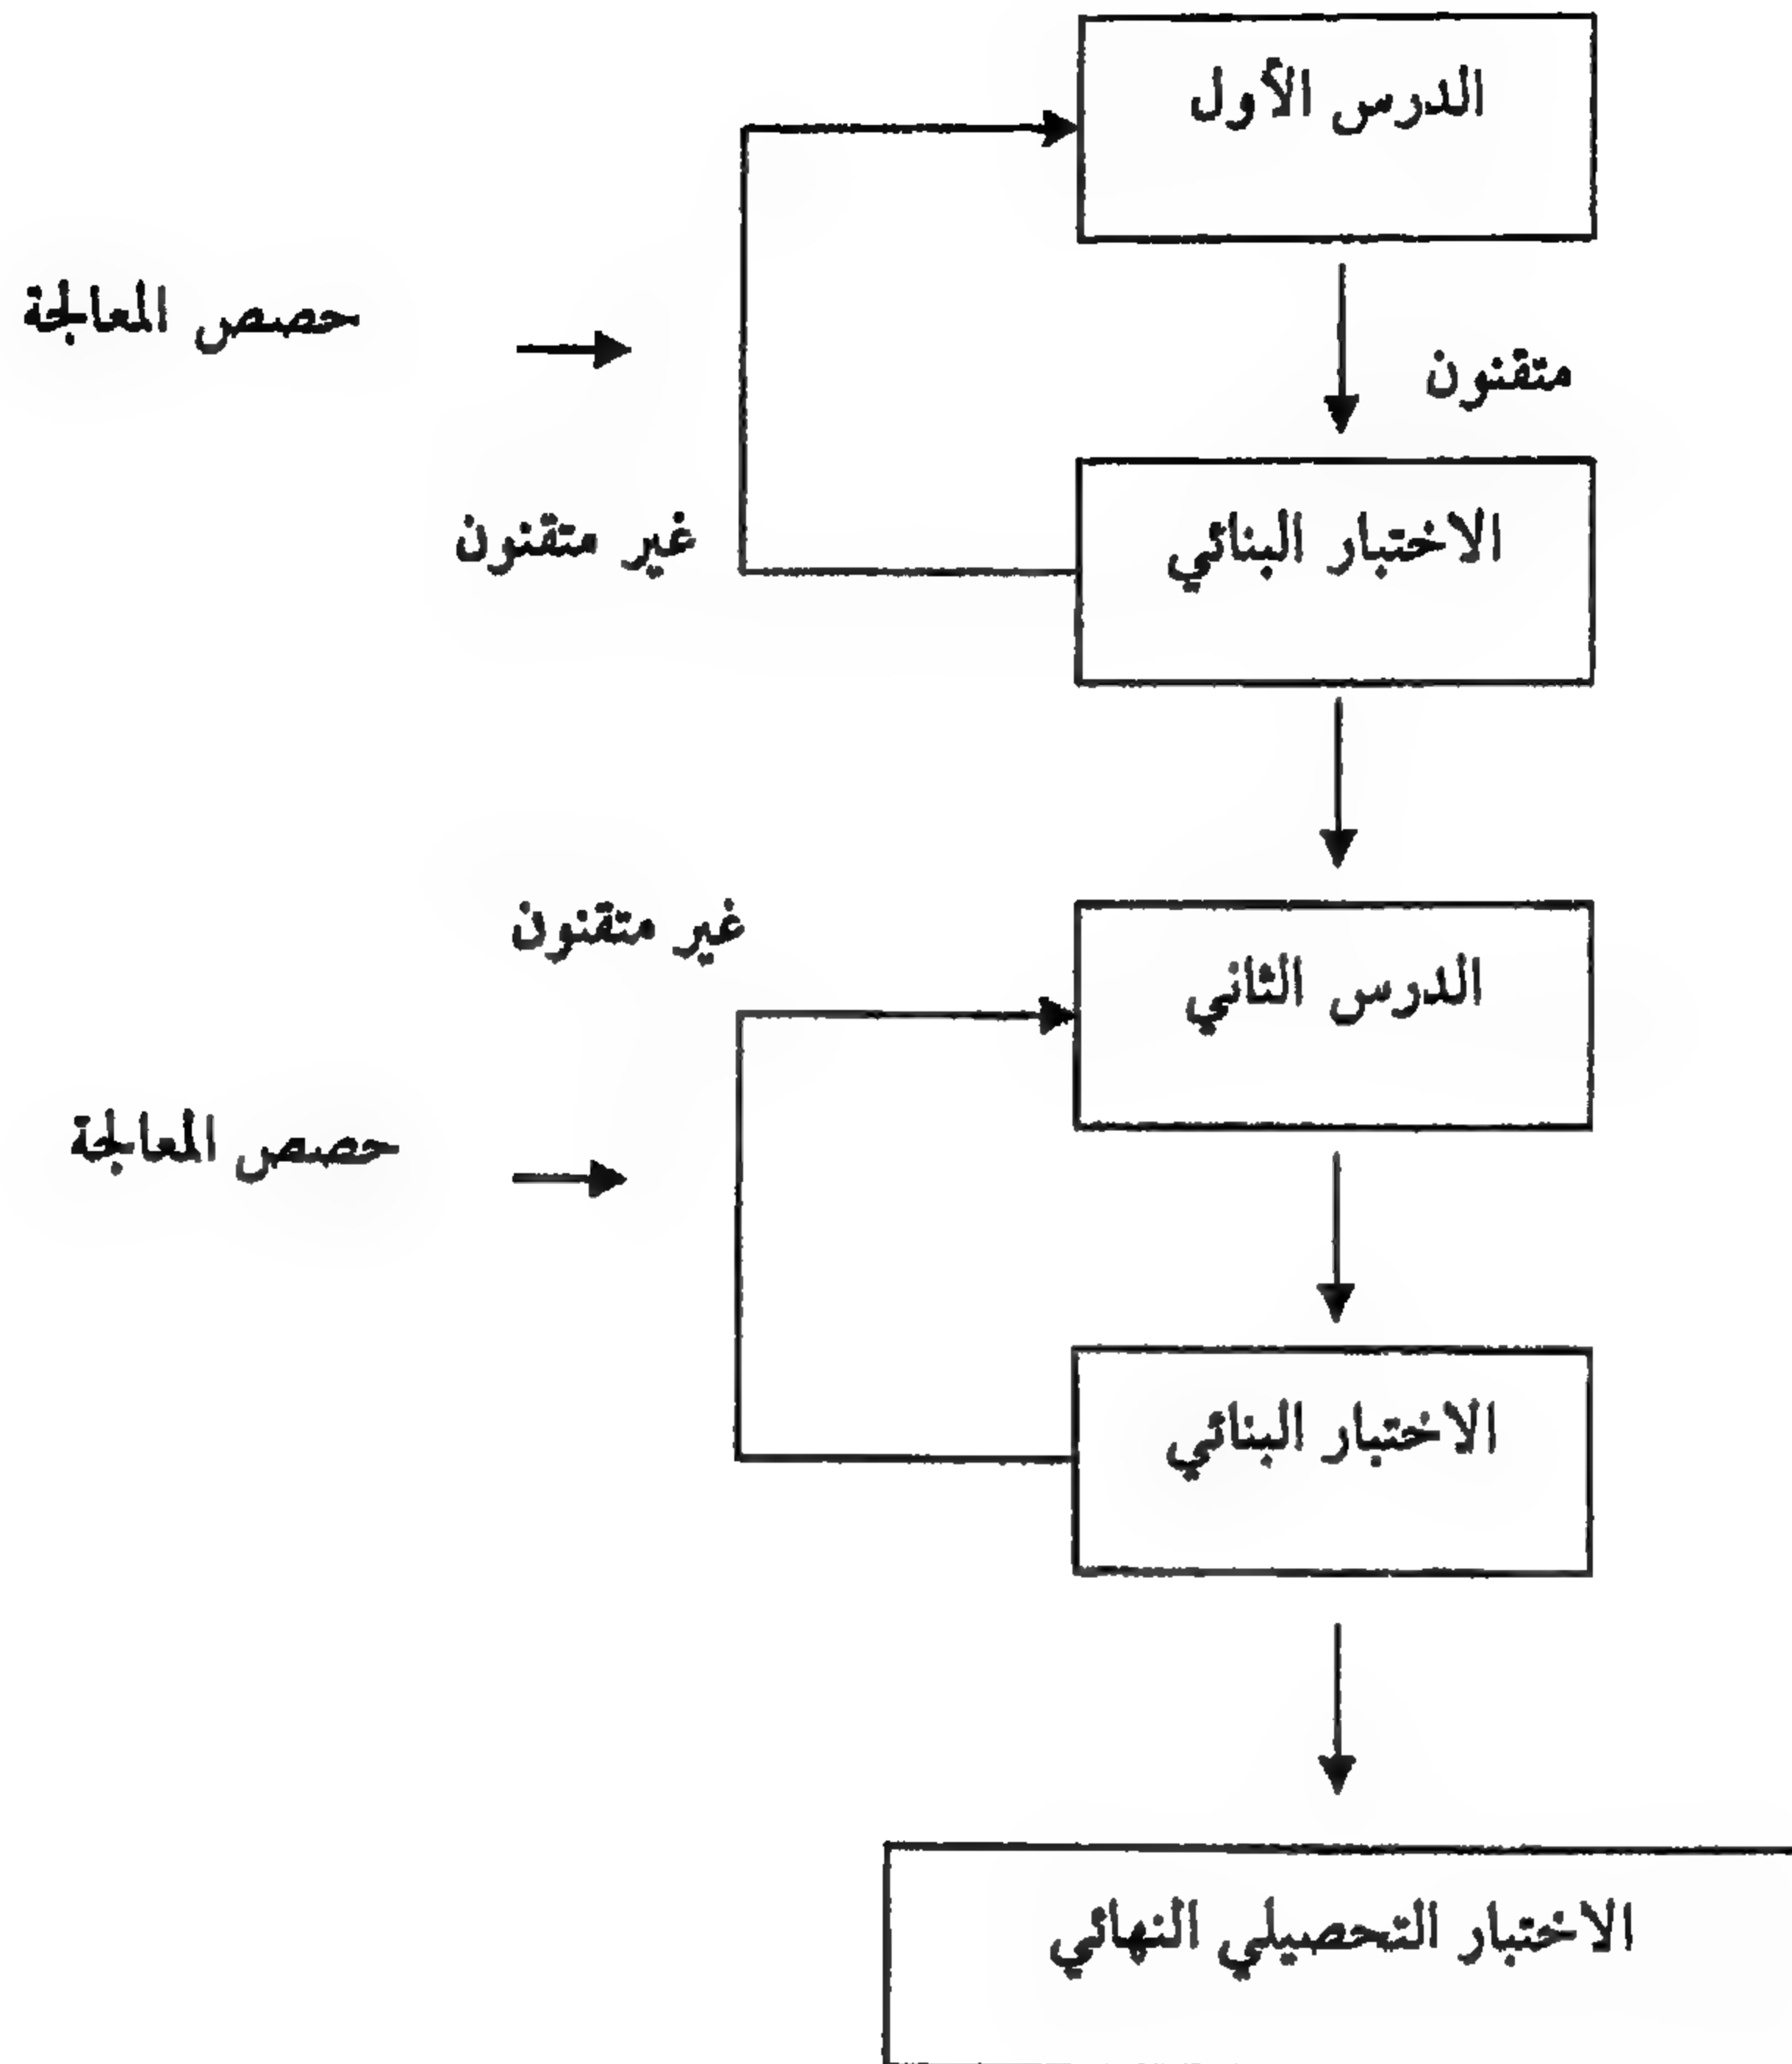 الدرس الأول
حصص المعالجة
متقنون
الاختبار البنائي
غير متقنون
غير متقنون
الدرس الثاني
حصص المعالجة
الاختبار البنائي
الاختبار التحصيلي النهائي